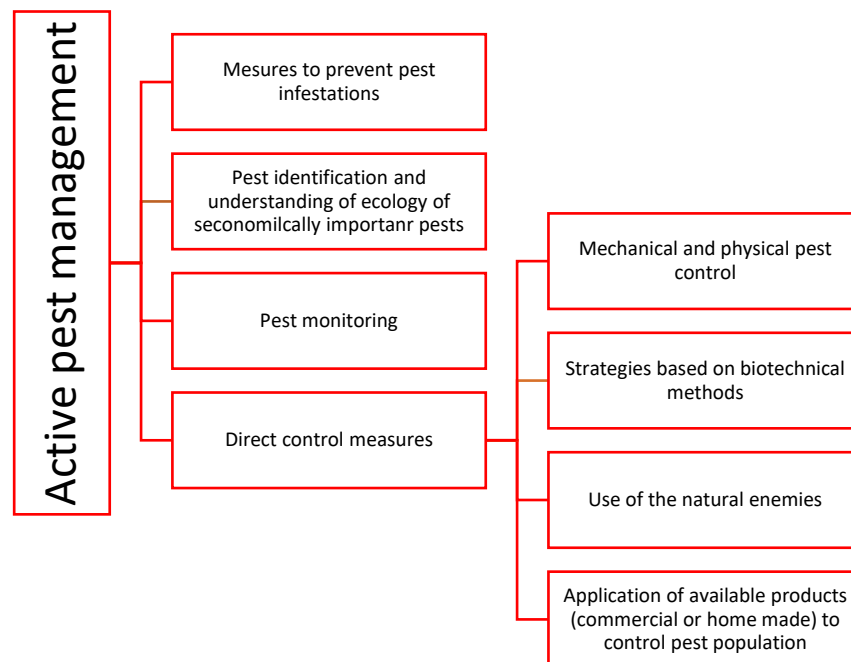 Active pest management
Mesures to prevent pest
infestations
Pest identification and
understanding of ecology of
seconomilcally importanr pests
Pest monitoring
Direct control measures
Mechanical and physical pest
control
Strategies based on biotechnical
methods
Use of the natural enemies
Application of available products
(commercial or home made) to
control pest population